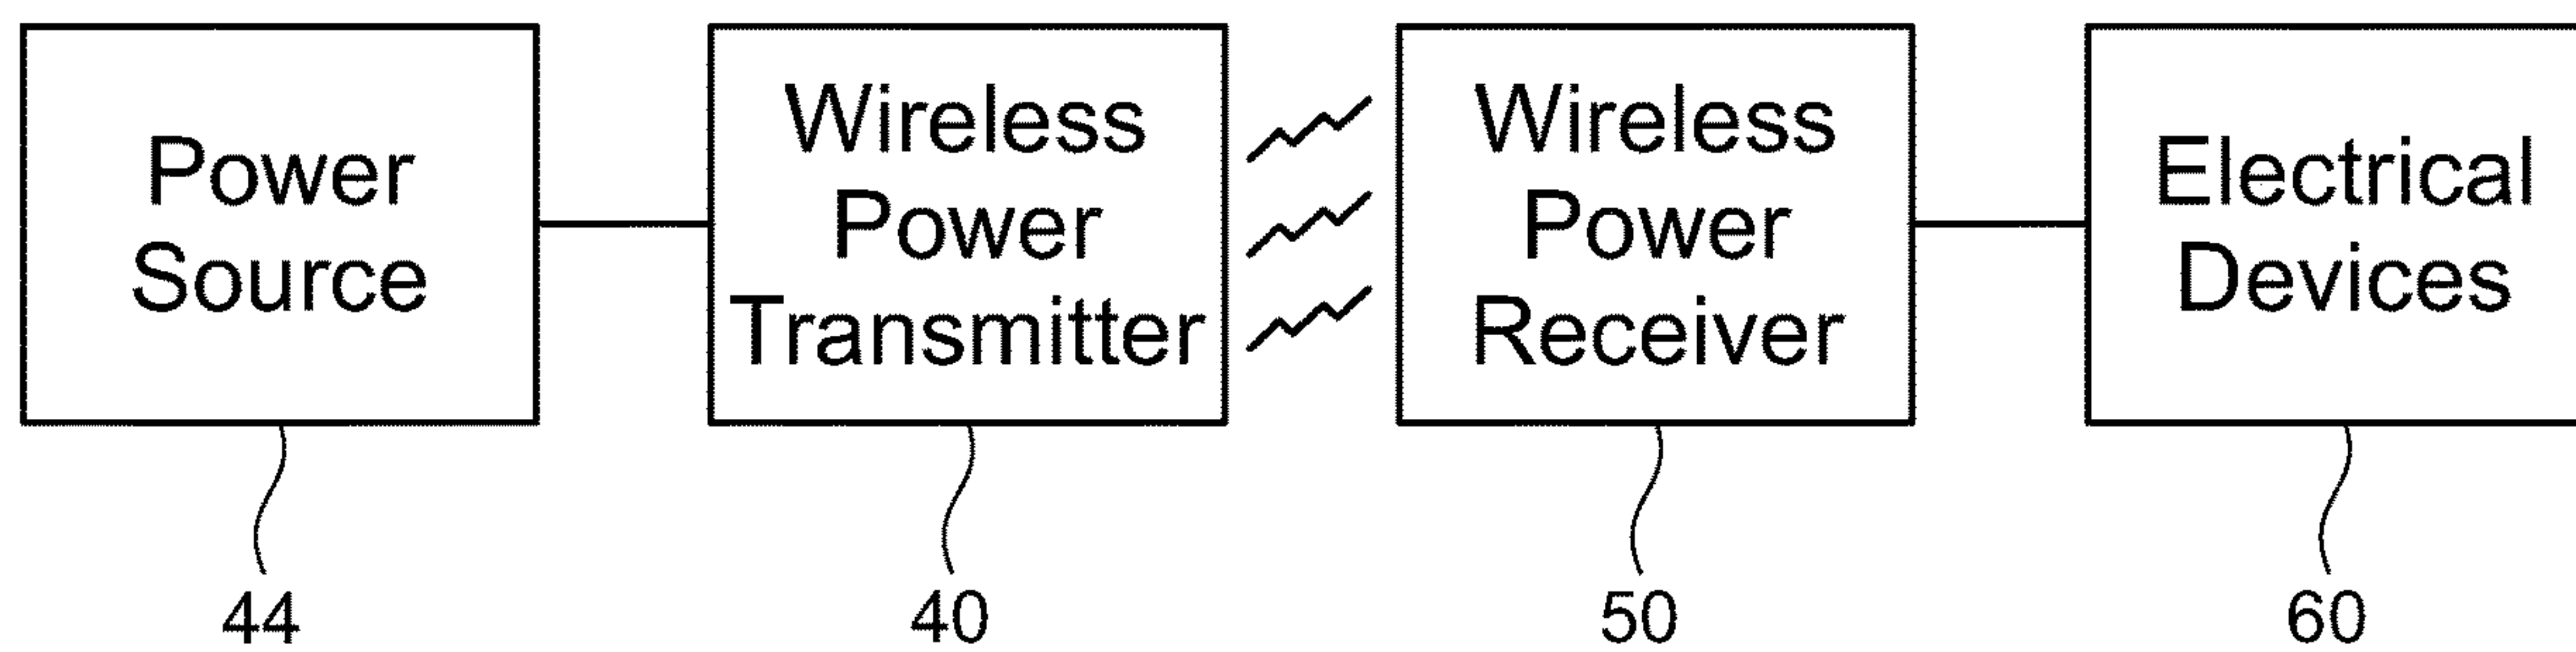 Power
Source
Wireless
Power
Transmitter
Wireless
Power
Receiver
Electrical
Devices
44
40
50
60